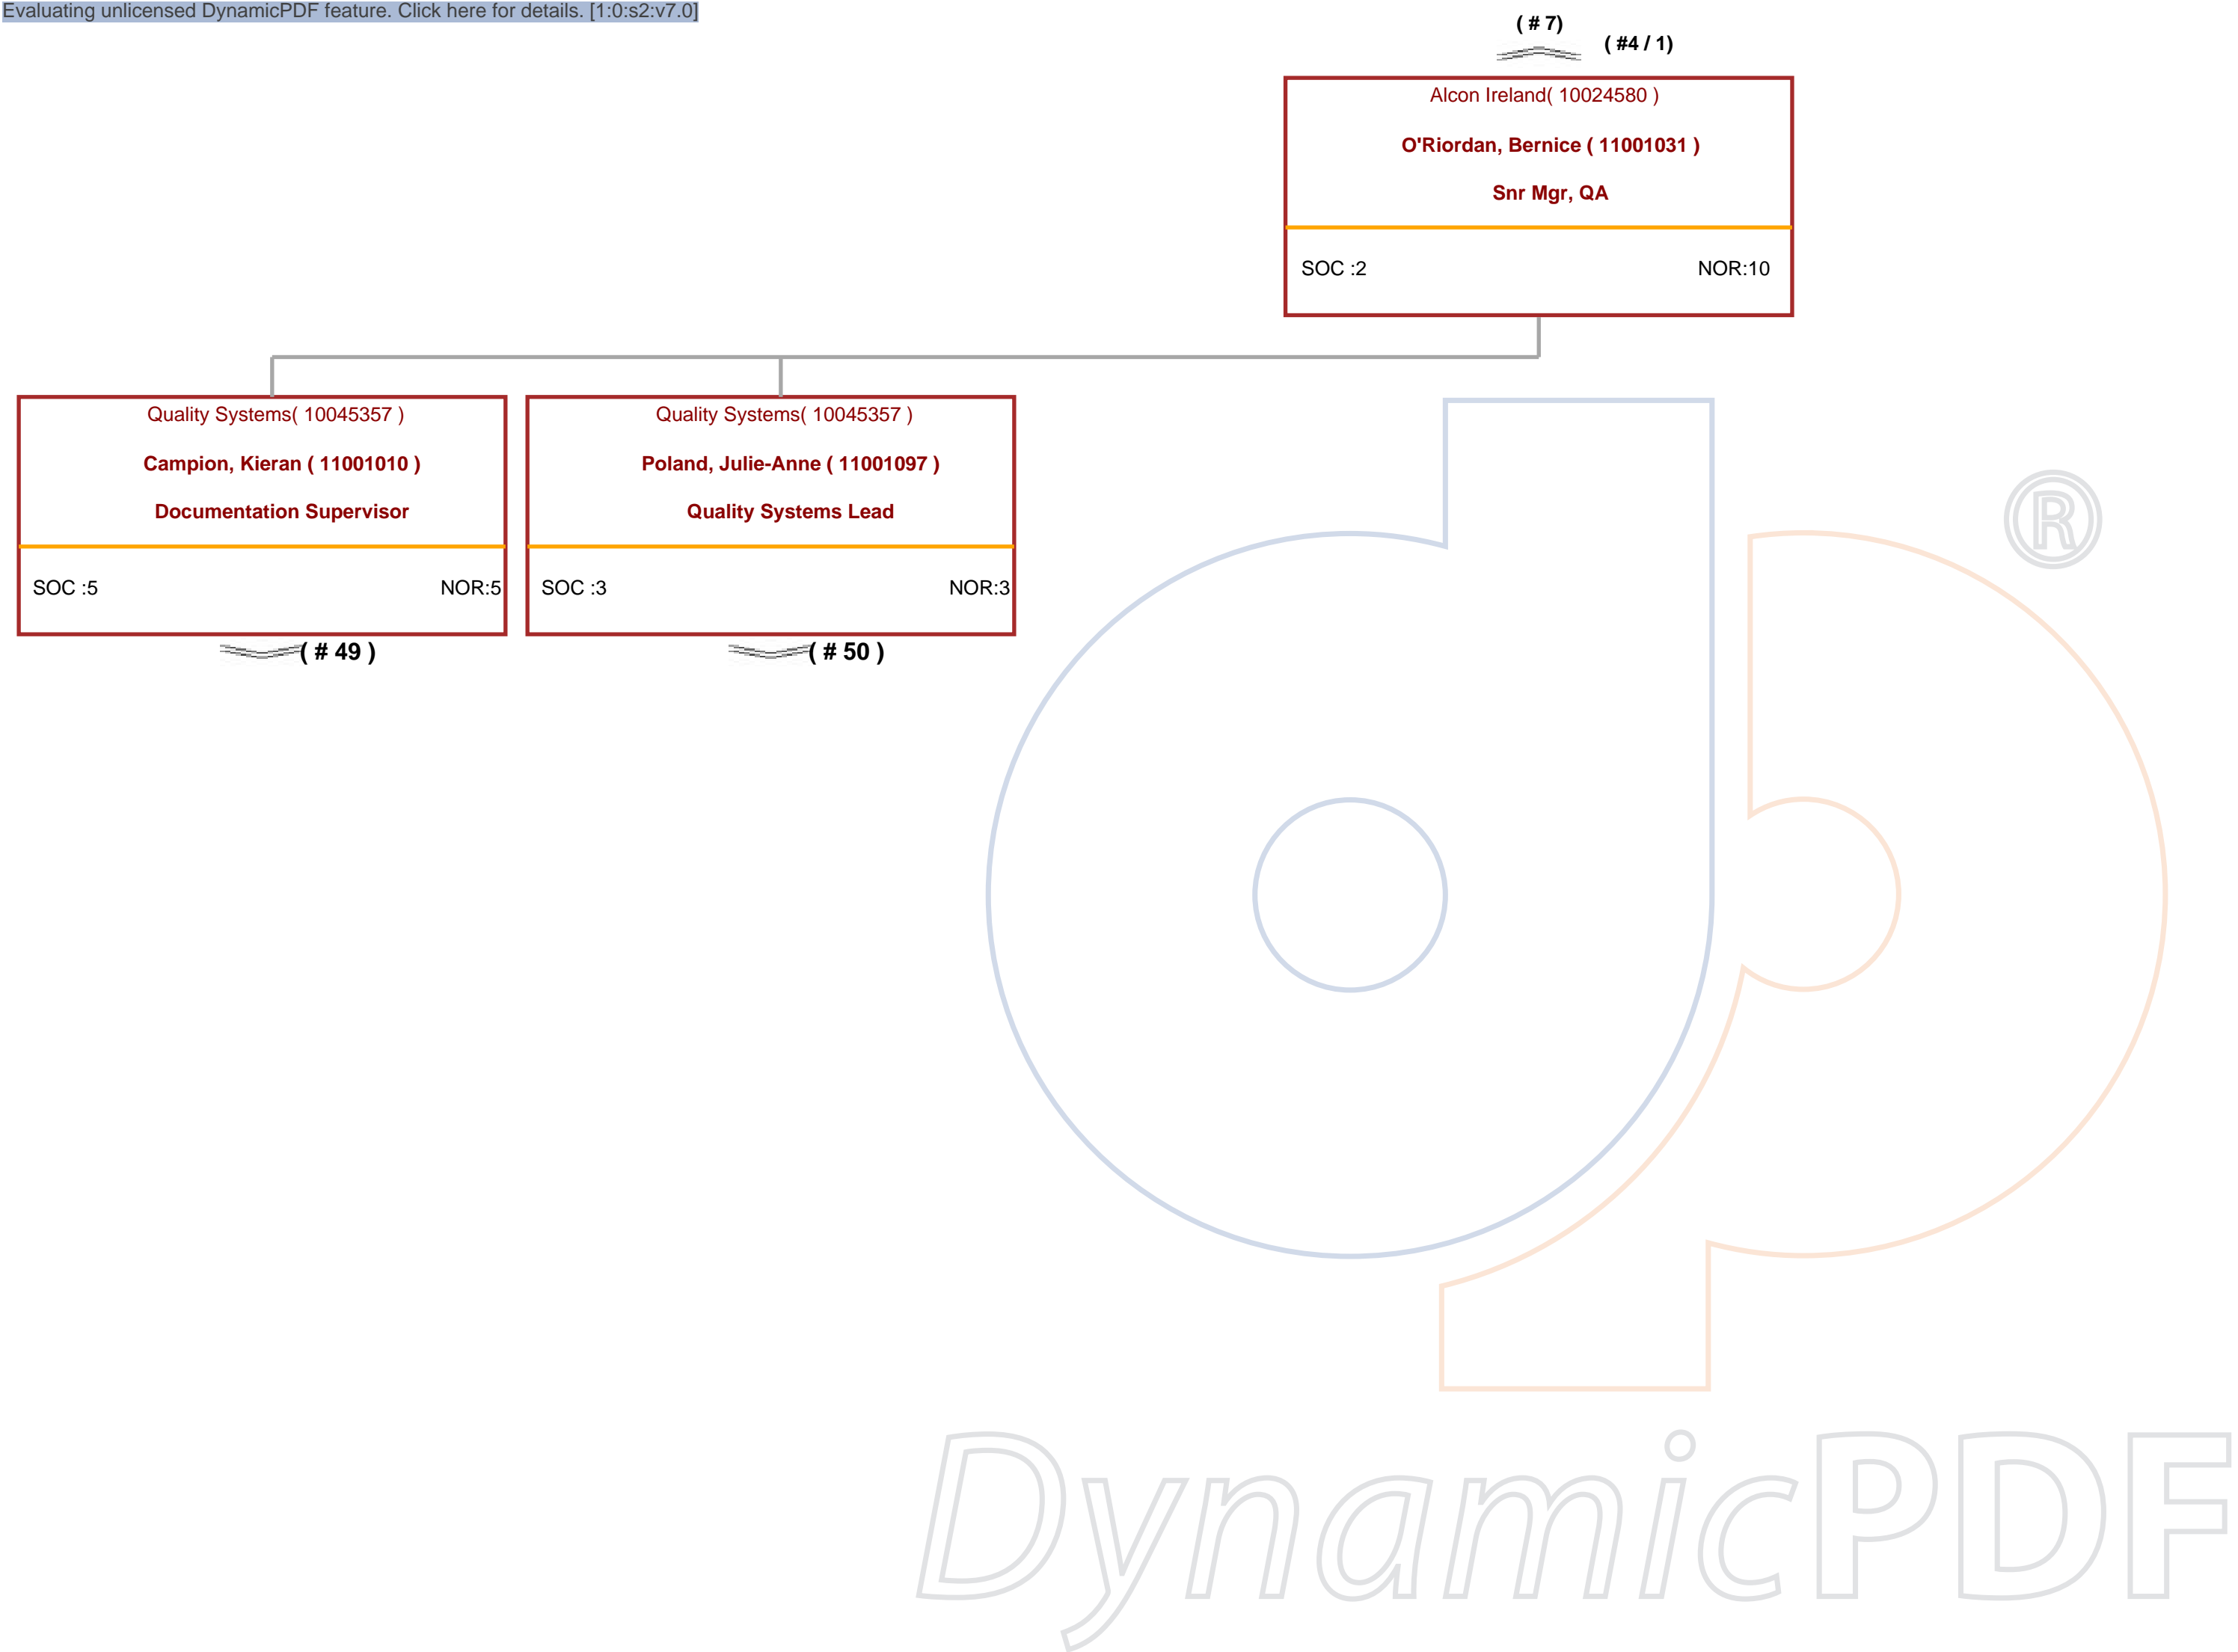 Evaluating unlicensed DynamicPDF feature. Click here for details. [1:0:s2:v7.0]
( # 7)
( #4 / 1)
Alcon Ireland( 10024580 )
O'Riordan, Bernice ( 11001031 )
Snr Mgr, QA
SOC :2 NOR:10
Quality Systems( 10045357 )
Campion, Kieran ( 11001010 )
Documentation Supervisor
SOC :5 NOR:5
( # 49 )
Quality Systems( 10045357 )
Poland, Julie-Anne ( 11001097 )
Quality Systems Lead
SOC :3 NOR:3
( # 50 )
®
DynamicPDF